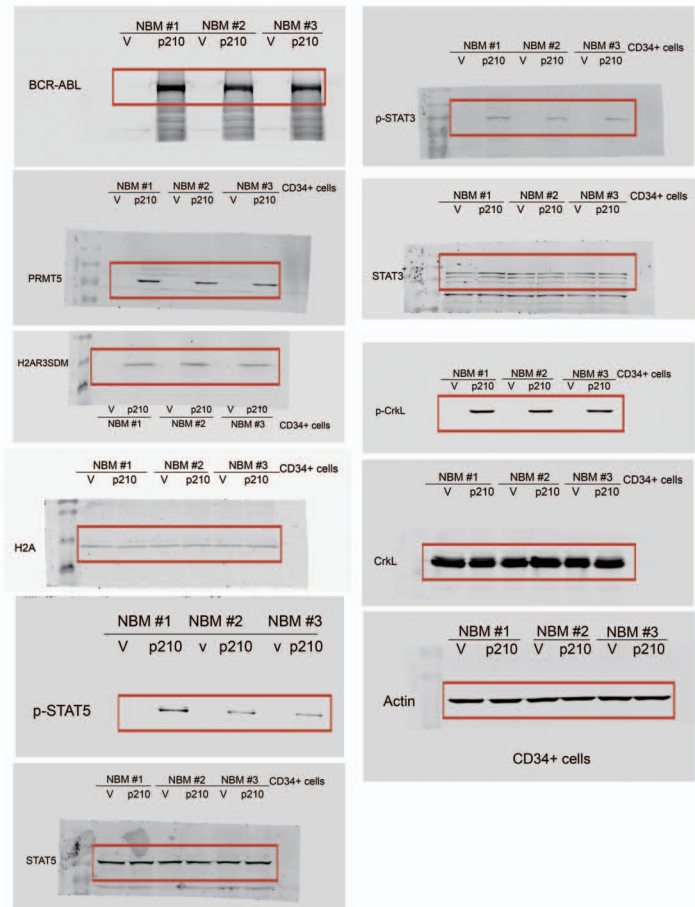 NBM #1 NBM #2 NBM #3
V p210 V p210 V p210
BCR-ABL
NBM #1 NBM #2 NBM #3 CD34+ cells
V p210 V p210 V p210
PRMT5
H2AR3SDM
V p210 V p210 V p210
NBM #1 NBM #2 NBM #3 CD34+ cells
NBM #1 NBM #2 NBM #3 CD34+ cells
V p210 V p210 V p210
H2A
NBM #1 NBM #2 NBM #3
V p210 v p210 v p210
p-STAT5
NBM #1 NBM #2 NBM #3 CD34+ cells
V p210 V p210 V p210
STAT5
NBM #1 NBM #2 NBM #3 CD34+ cells
V p210 V p210 V p210
p-STAT3
NBM #1 NBM #2 NBM #3 CD34+ cells
V p210 V p210 V p210
STAT3
NBM #1 NBM #2 NBM #3 CD34+ cells
V p210 V p210 V p210
p-CrkL
NBM #1 NBM #2 NBM #3 CD34+ cells
V p210 V p210 V p210
CrkL
NBM #1 NBM #2 NBM #3
V p210 V p210 V p210
Actin
CD34+ cells